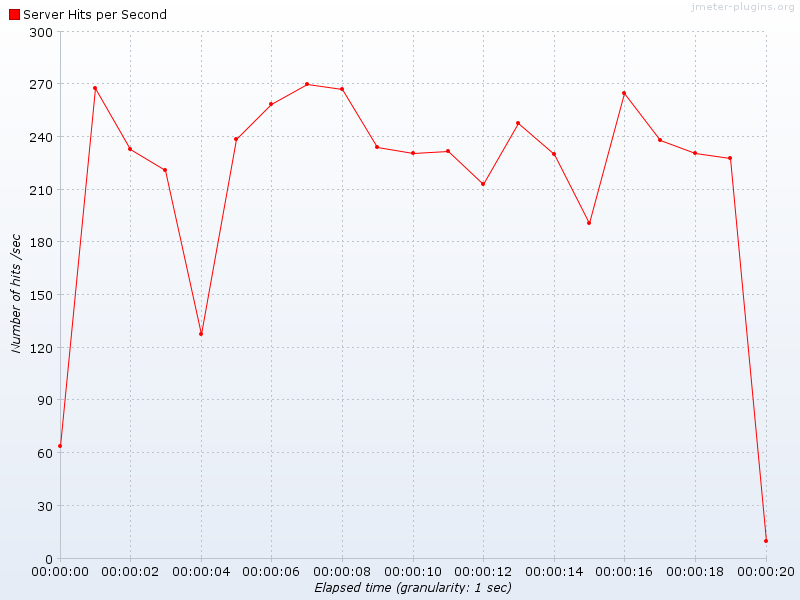 jmeter-plugins.org
Server Hits per Second
300
270
240
210
180
150
120
90
60
30
0
Number of hits /sec
00:00:00 00:00:02 00:00:04 00:00:06 00:00:08 00:00:10 00:00:12 00:00:14 00:00:16 00:00:18 00:00:20
Elapsed time (granularity: 1 sec)